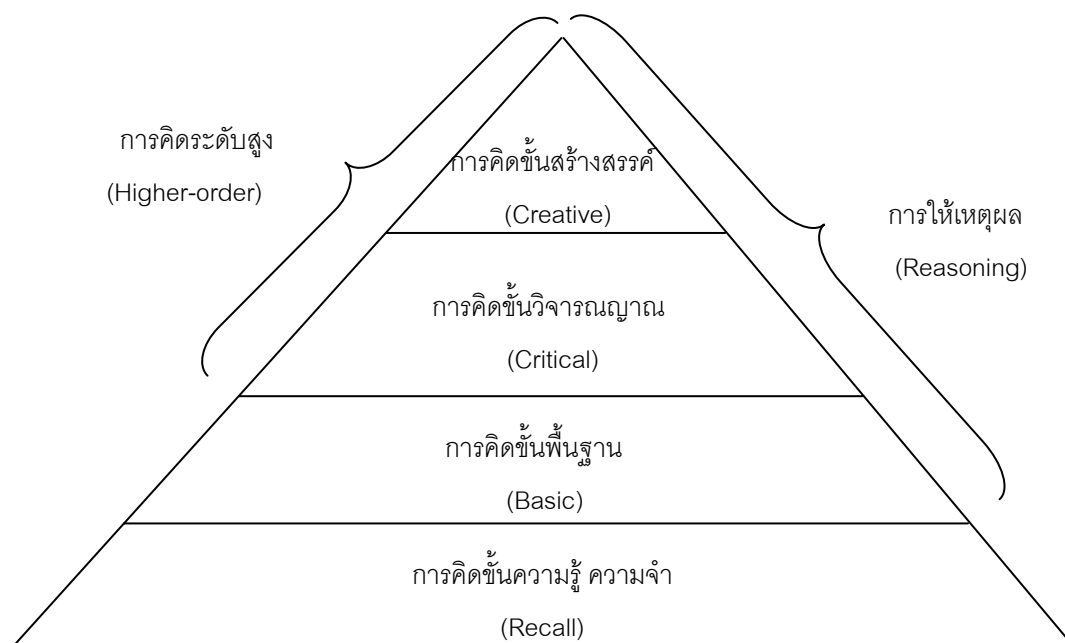 การคิดระดับสูง
(Higher-order)
การคิดขั้นสร้างสรรค์
(Creative)
การให้เหตุผล
(Reasoning)
การคิดขั้นวิจารณญาณ
(Critical)
การคิดขั้นพื้นฐาน
(Basic)
การคิดขั้นความรู้ ความจำ
(Recall)